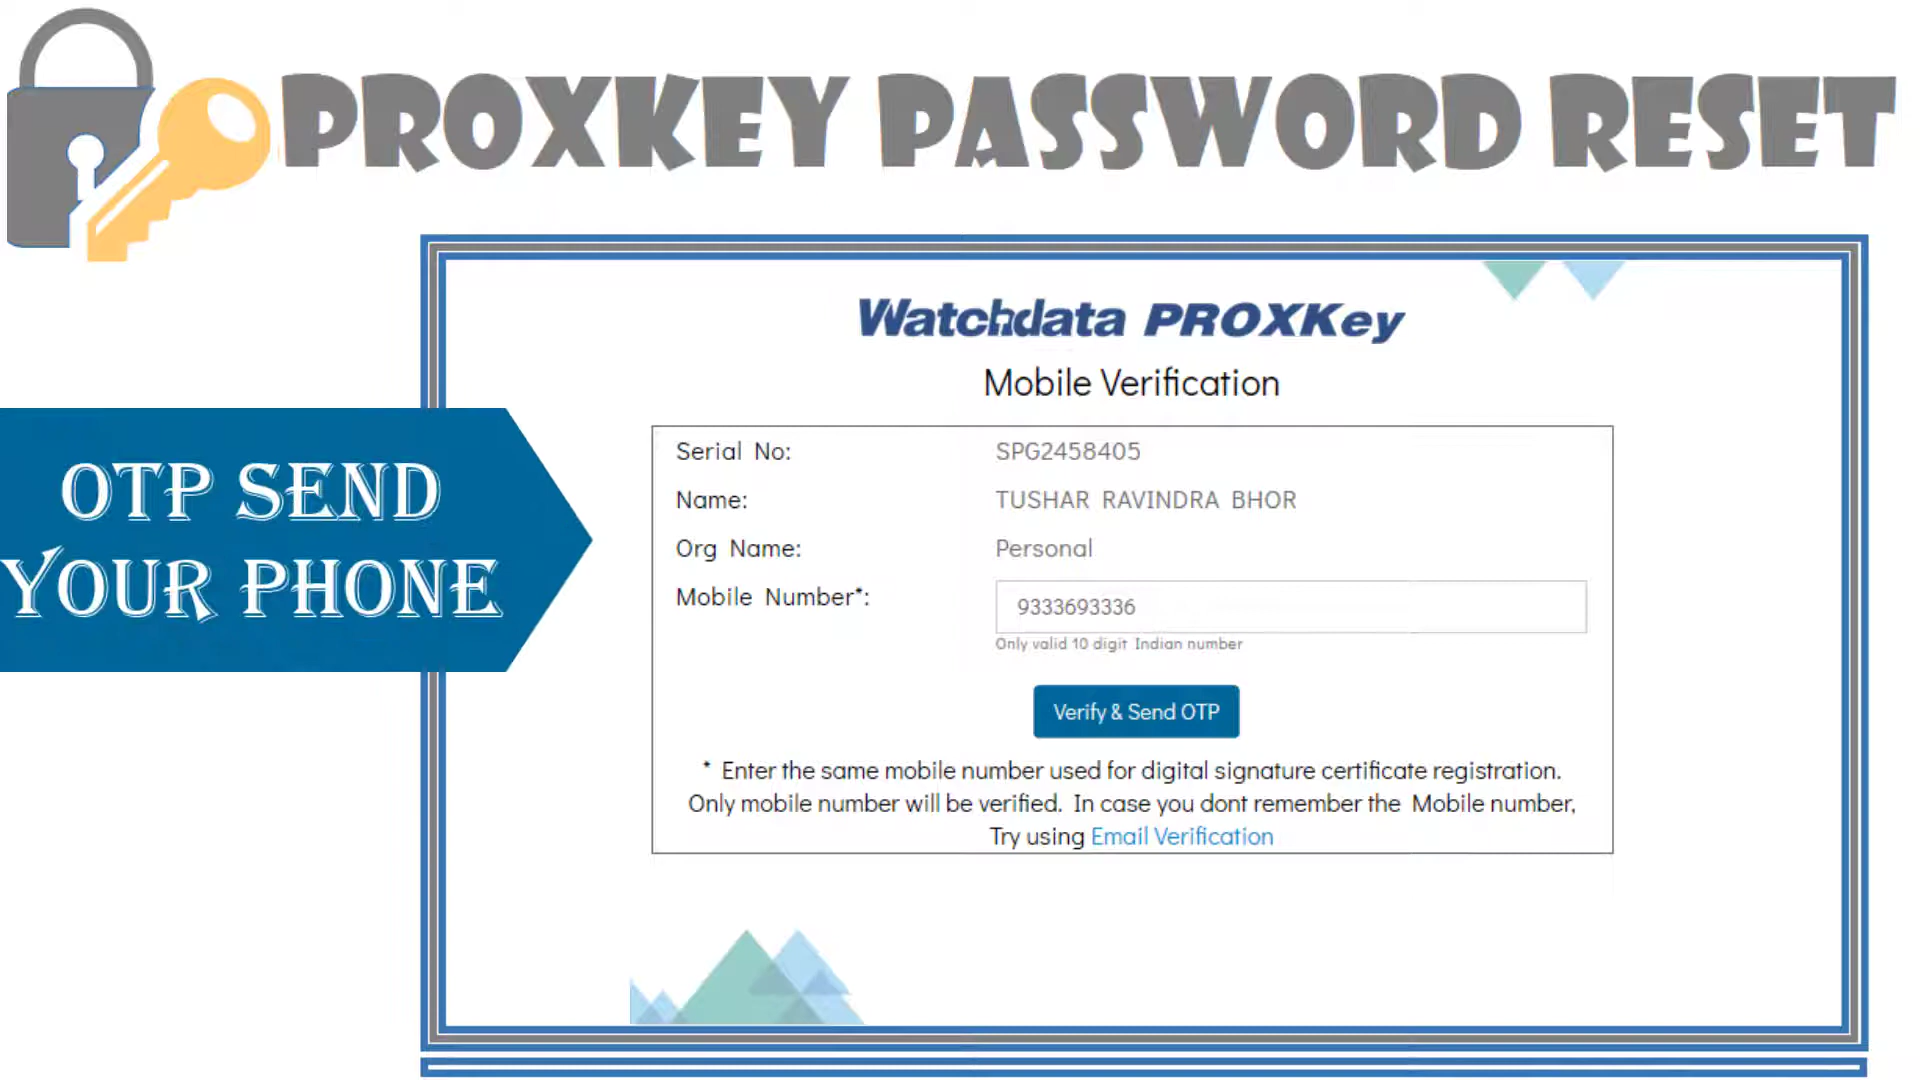 PROXKEY PASSWORD RESET
OTP SEND
YOUR PHONE
Watchdata PROXKey
Mobile Verification
Serial No: SPG2458405
Name: TUSHAR RAVINDRA BHOR
Org Name: Personal
Mobile Number*: 9333693336
Only valid 10 digit Indian number
Verify & Send OTP
* Enter the same mobile number used for digital signature certificate registration.
Only mobile number will be verified. In case you dont remember the Mobile number,
Try using Email Verification